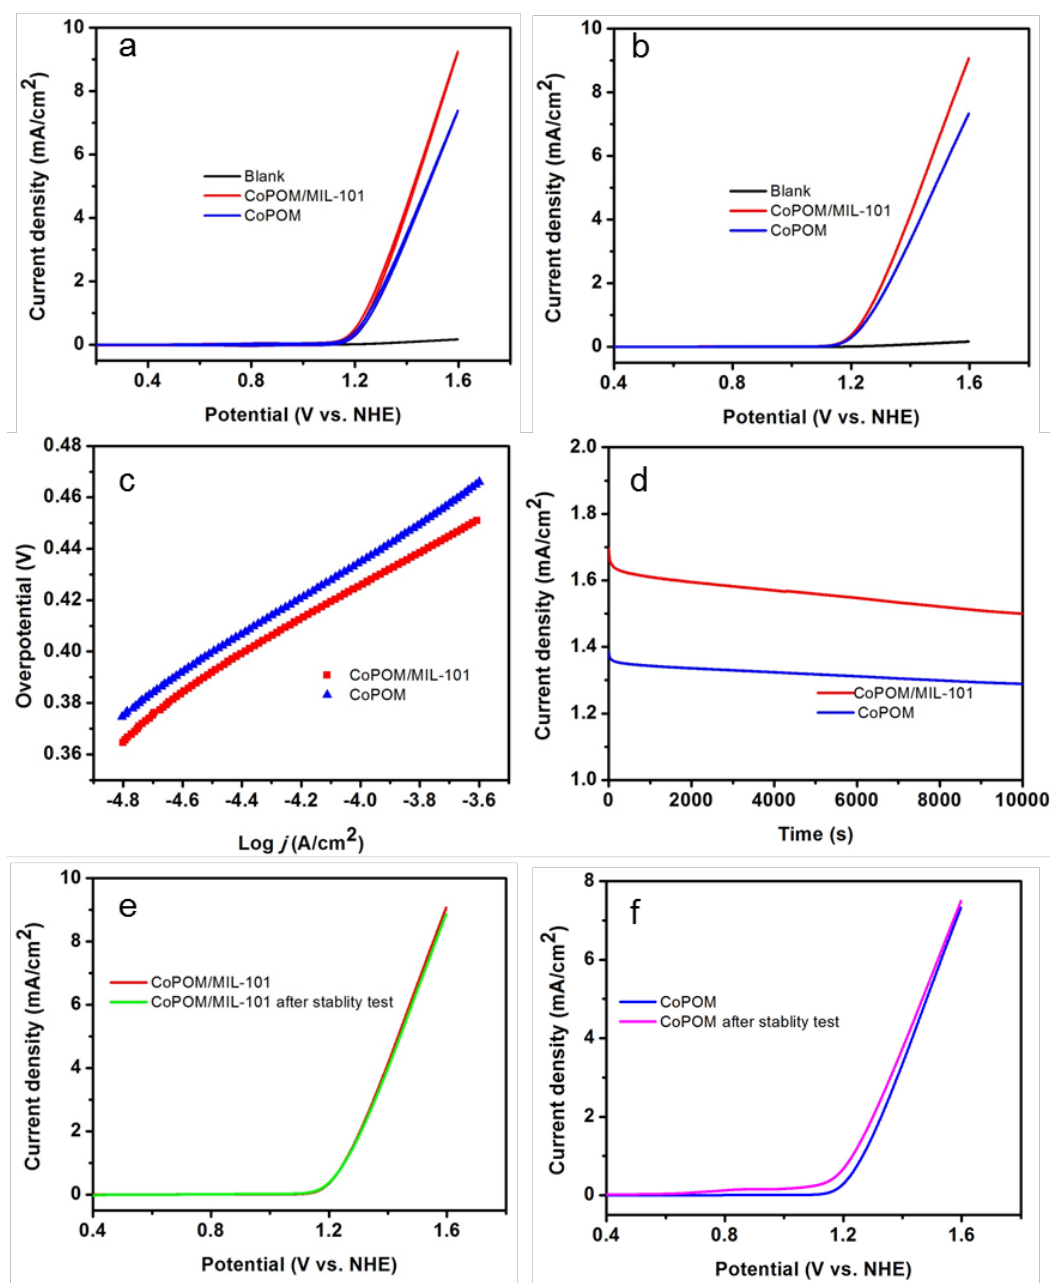 a
10
8
6
4
2
0
Current density (mA/cm²)
Blank
CoPOM/MIL-101
CoPOM
0.4 0.8 1.2 1.6
Potential (V vs. NHE)
b
10
8
6
4
2
0
Current density (mA/cm²)
Blank
CoPOM/MIL-101
CoPOM
0.4 0.8 1.2 1.6
Potential (V vs. NHE)
c
0.48
0.46
0.44
0.42
0.40
0.38
0.36
Overpotential (V)
CoPOM/MIL-101
CoPOM
-4.8 -4.6 -4.4 -4.2 -4.0 -3.8 -3.6
Log j (A/cm²)
d
2.0
1.8
1.6
1.4
1.2
1.0
Current density (mA/cm²)
CoPOM/MIL-101
CoPOM
0 2000 4000 6000 8000 10000
Time (s)
e
10
8
6
4
2
0
Current density (mA/cm²)
CoPOM/MIL-101
CoPOM/MIL-101 after stablity test
0.4 0.8 1.2 1.6
Potential (V vs. NHE)
f
8
6
4
2
0
Current density (mA/cm²)
CoPOM
CoPOM after stablity test
0.4 0.8 1.2 1.6
Potential (V vs. NHE)